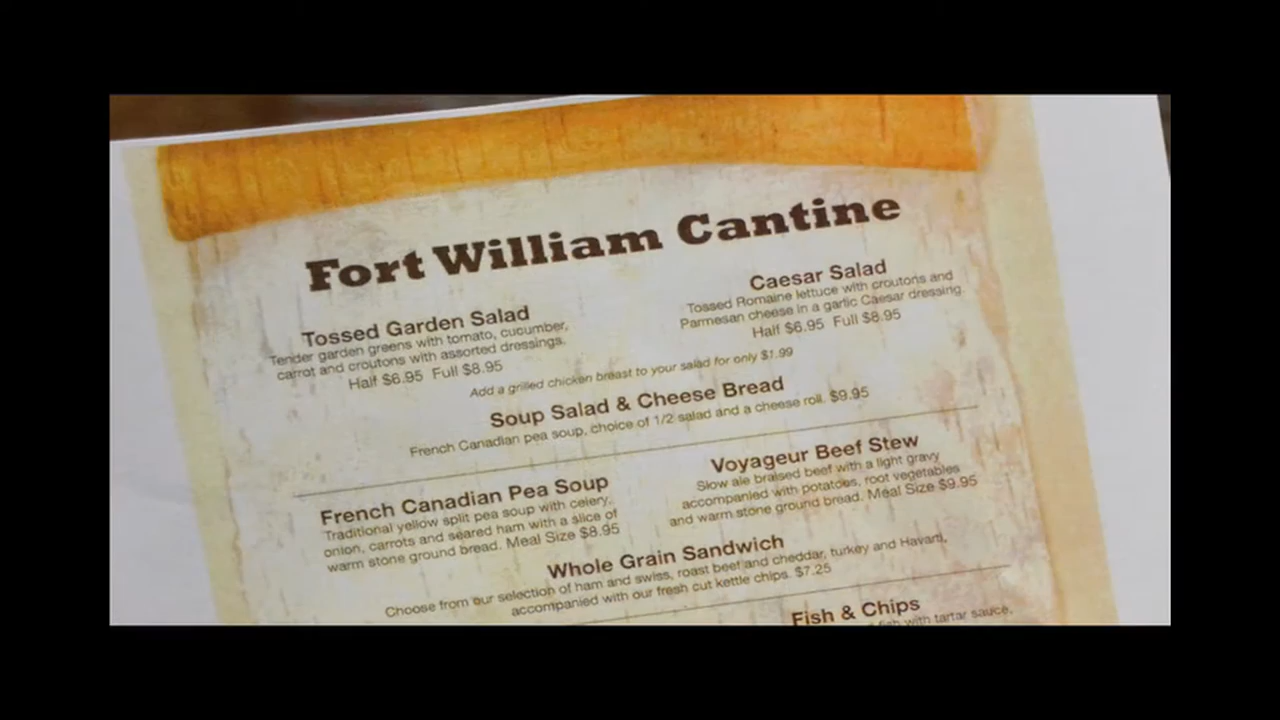 Fort William Cantine
Tossed Garden Salad
Tender garden greens with tomato, cucumber,
carrot and croutons with assorted dressings.
Half $6.95 Full $8.95
Caesar Salad
Tossed Romaine lettuce with croutons and
Parmesan cheese in a garlic Caesar dressing.
Half $6.95 Full $8.95
Add a grilled chicken breast to your salad for only $1.99
Soup Salad & Cheese Bread
French Canadian pea soup, choice of 1/2 salad and a cheese roll. $9.95
French Canadian Pea Soup
Traditional yellow split pea soup with celery,
onion, carrots and seared ham with a slice of
warm stone ground bread. Meal Size $8.95
Voyageur Beef Stew
Slow ale braised beef with a light gravy
accompanied with potatoes, root vegetables
and warm stone ground bread. Meal Size $9.95
Whole Grain Sandwich
Choose from our selection of ham and swiss, roast beef and cheddar, turkey and Havarti,
accompanied with our fresh cut kettle chips. $7.25
Fish & Chips
fish with tartar sauce,